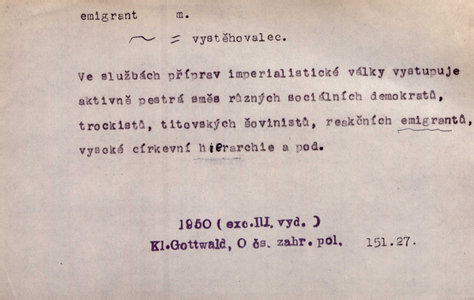 emigrant m.
~ = vystěhovalec.
Ve službách příprav imperialistické války vystupuje
aktivně pestrá směs různých sociálních demokratů,
trockistů, titovských šovinistů, reakčních emigrantů,
vysoké církevní hierarchie a pod.
1950 ( exc.III. vyd. )
Kl.Gottwald, O čs. zahr. pol. 151.27.